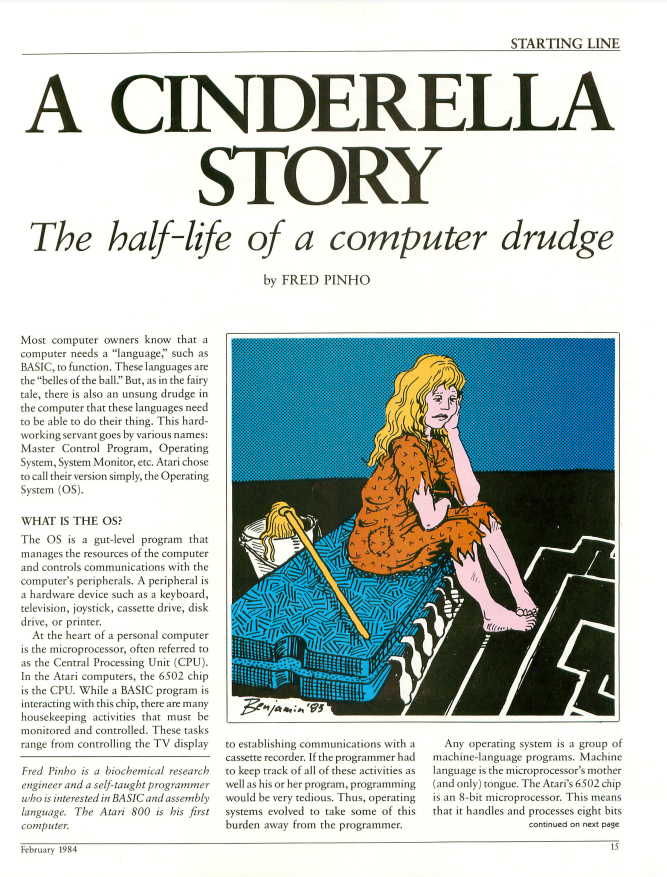 STARTING LINE
A CINDERELLA
STORY
The half-life of a computer drudge
by FRED PINHO
Most computer owners know that a
computer needs a “language,” such as
BASIC, to function. These languages are
the “belles of the ball.” But, as in the fairy
tale, there is also an unsung drudge in
the computer that these languages need
to be able to do their thing. This hard-
working servant goes by various names:
Master Control Program, Operating
System, System Monitor, etc. Atari chose
to call their version simply, the Operating
System (OS).
WHAT IS THE OS?
The OS is a gut-level program that
manages the resources of the computer
and controls communications with the
computer's peripherals. A peripheral is
a hardware device such as a keyboard,
television, joystick, cassette drive, disk
drive, or printer.
At the heart of a personal computer
is the microprocessor, often referred to
as the Central Processing Unit (CPU).
In the Atari computers, the 6502 chip
is the CPU. While a BASIC program is
interacting with this chip, there are many
housekeeping activities that must be
monitored and controlled. These tasks
range from controlling the TV display
Fred Pinho is a biochemical research
engineer and a self-taught programmer
who is interested in BASIC and assembly
language. The Atari 800 is his first
computer.
Benjamin '83
to establishing communications with a
cassette recorder. If the programmer had
to keep track of all of these activities as
well as his or her program, programming
would be very tedious. Thus, operating
systems evolved to take some of this
burden away from the programmer.
Any operating system is a group of
machine-language programs. Machine
language is the microprocessor's mother
(and only) tongue. The Atari's 6502 chip
is an 8-bit microprocessor. This means
that it handles and processes eight bits
continued on next page
February 1984
15